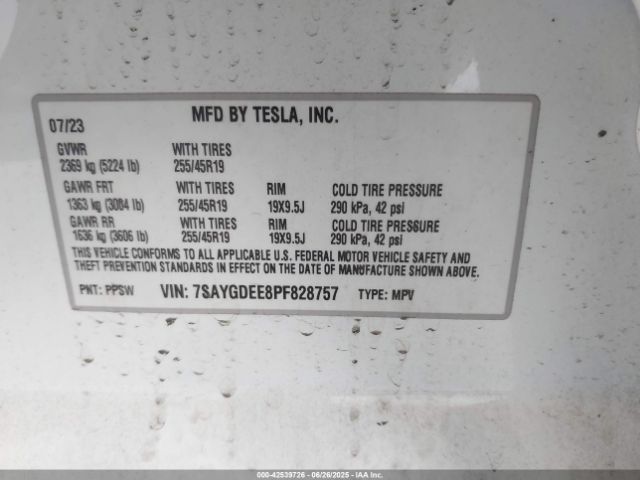 MFD BY TESLA, INC.
07/23
GVWR WITH TIRES
2369 kg (5224 lb) 255/45R19
GAWR FRT WITH TIRES RIM COLD TIRE PRESSURE
1363 kg (3004 lb) 255/45R19 19X9.5J 290 kPa, 42 psi
GAWR RR WITH TIRES RIM COLD TIRE PRESSURE
1636 kg (3606 lb) 255/45R19 19X9.5J 290 kPa, 42 psi
THIS VEHICLE CONFORMS TO ALL APPLICABLE U.S. FEDERAL MOTOR VEHICLE SAFETY AND
THEFT PREVENTION STANDARDS IN EFFECT ON THE DATE OF MANUFACTURE SHOWN ABOVE.
PNT: PPSW VIN: 7SAYGDEE8PF828757 TYPE: MPV
000-42539726 - 06/26/2025 - IAAI.COM